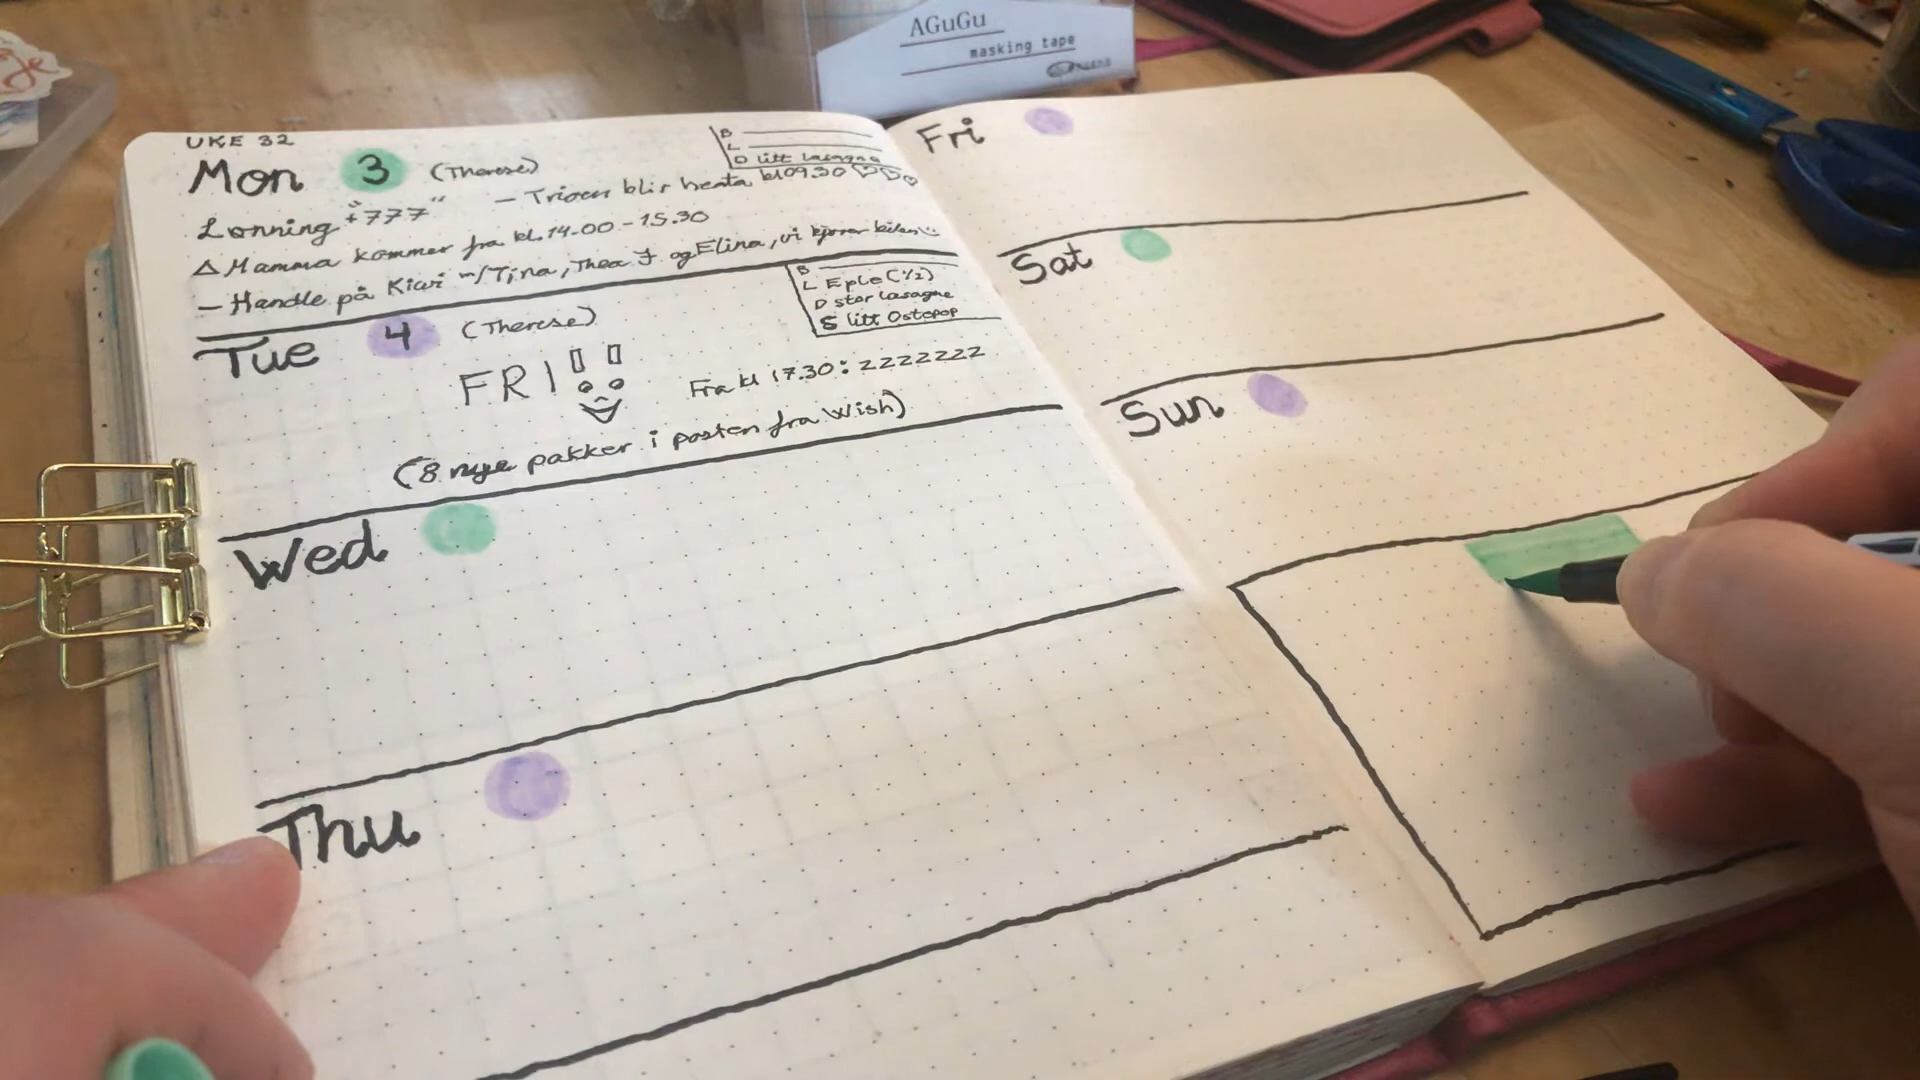 AGuGu
masking tape
UKE 32
Mon 3 (Therese)
B
L
D litt lasagne
- Trioen blir henta kl 09.30
Lønning "+777"
△ Mamma kommer fra kl. 14.00 - 15.30
- Handle på Kiwi m/Tina, Thea J og Elina, vi kjører bilen
Tue 4 (Therese)
B
L Eple (1/2)
D stor lasagne
S litt Ostepop
FRI!!
Fra kl 17.30: zzzzzzz
(8 nye pakker i posten fra Wish)
Wed
Thu
Fri
Sat
Sun